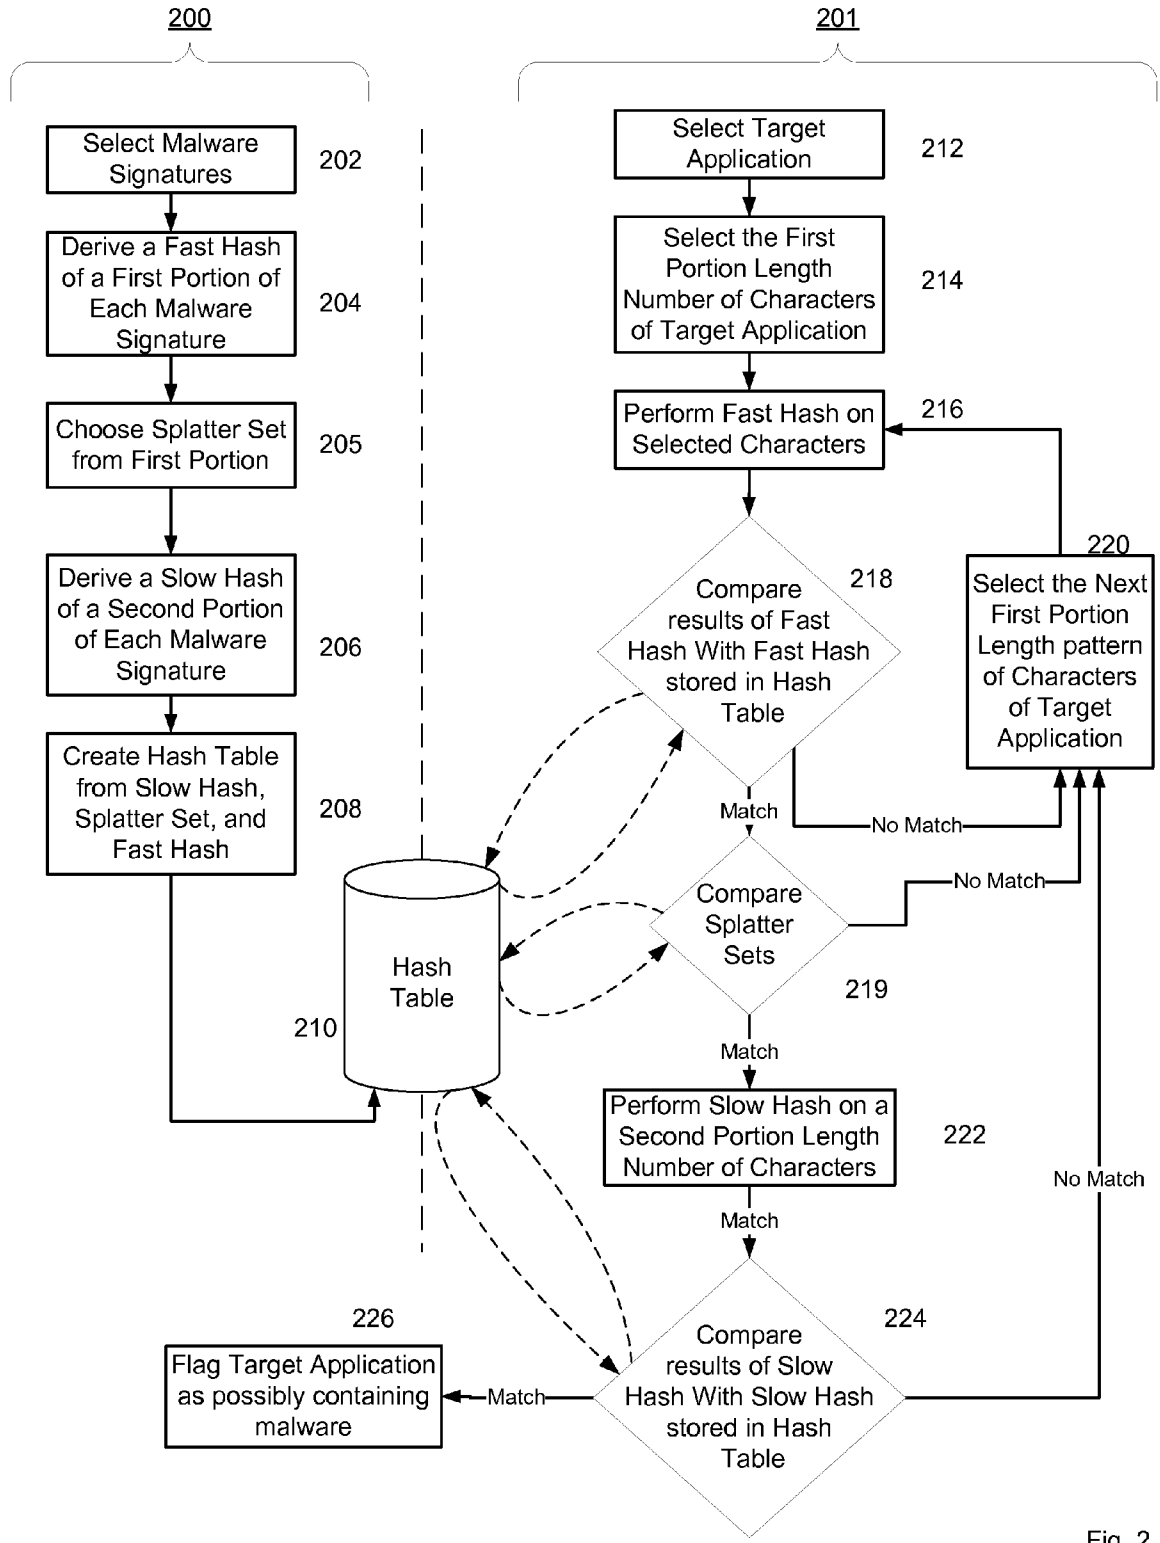 200
201
Select Malware
Signatures
202
Derive a Fast Hash
of a First Portion of
Each Malware
Signature
204
Choose Splatter Set
from First Portion
205
Derive a Slow Hash
of a Second Portion
of Each Malware
Signature
206
Create Hash Table
from Slow Hash,
Splatter Set, and
Fast Hash
208
Hash
Table
210
Select Target
Application
212
Select the First
Portion Length
Number of Characters
of Target Application
214
Perform Fast Hash on
Selected Characters
216
Compare
results of Fast
Hash With Fast Hash
stored in Hash
Table
218
220
Select the Next
First Portion
Length pattern
of Characters
of Target
Application
Match
No Match
Compare
Splatter
Sets
219
No Match
Match
Perform Slow Hash on a
Second Portion Length
Number of Characters
222
Match
No Match
Compare
results of Slow
Hash With Slow Hash
stored in Hash
Table
224
Match
226
Flag Target Application
as possibly containing
malware
Fig. 2